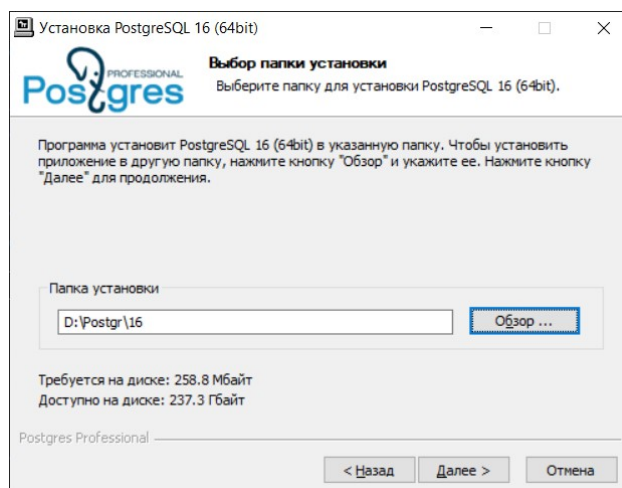 Установка PostgreSQL 16 (64bit)
PROFESSIONAL
Postgres
Выбор папки установки
Выберите папку для установки PostgreSQL 16 (64bit).
Программа установит PostgreSQL 16 (64bit) в указанную папку. Чтобы установить
приложение в другую папку, нажмите кнопку "Обзор" и укажите ее. Нажмите кнопку
"Далее" для продолжения.
Папка установки
D:\Postgr\16
Обзор ...
Требуется на диске: 258.8 Мбайт
Доступно на диске: 237.3 Гбайт
Postgres Professional
< Назад
Далее >
Отмена